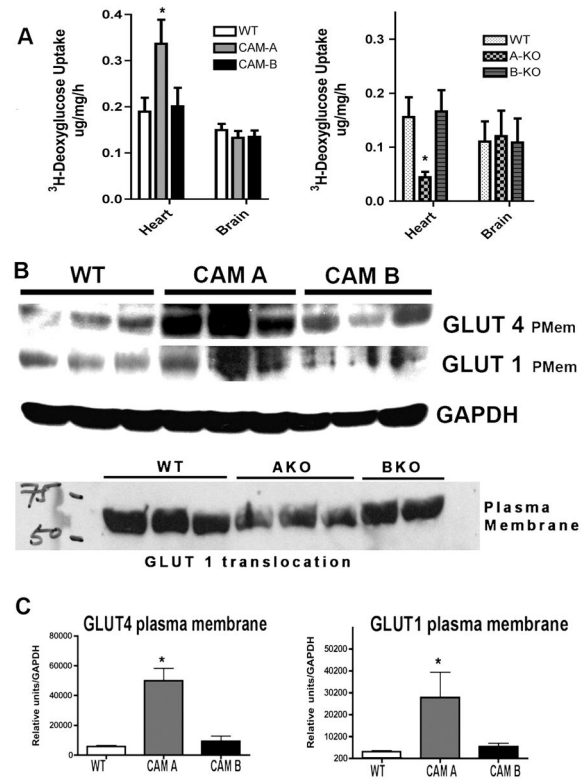 A
³H-Deoxyglucose Uptake
ug/mg/h
0.4
0.3
0.2
0.1
0.0
WT
CAM-A
CAM-B
*
Heart
Brain
³H-Deoxyglucose Uptake
ug/mg/h
0.3
0.2
0.1
0.0
WT
A-KO
B-KO
*
Heart
Brain
B
WT CAM A CAM B
GLUT 4 PMem
GLUT 1 PMem
GAPDH
WT AKO BKO
75
50
Plasma
Membrane
GLUT 1 translocation
C
GLUT4 plasma membrane
Relative units/GAPDH
80000
60000
40000
20000
0
*
WT CAM A CAM B
GLUT1 plasma membrane
Relative units/GAPDH
50200
40200
30200
20200
10200
200
*
WT CAM A CAM B